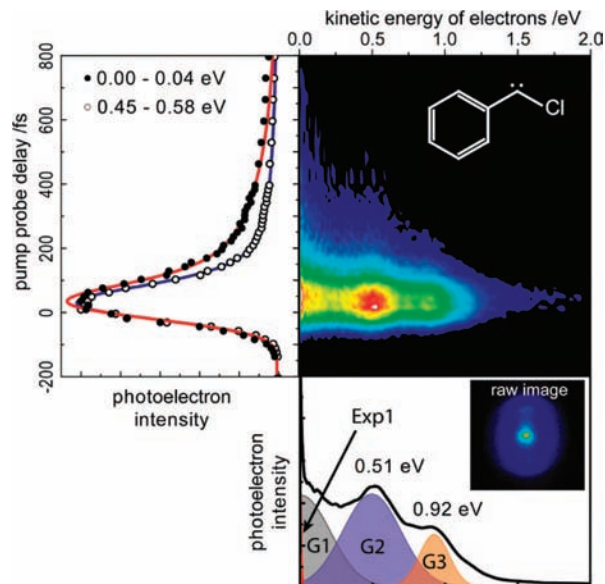 kinetic energy of electrons /eV
0.0 0.5 1.0 1.5 2.0
800
600
400
200
0
-200
pump probe delay /fs
0.00 - 0.04 eV
0.45 - 0.58 eV
Cl
photoelectron
intensity
photoelectron
intensity
raw image
Exp1
0.51 eV
0.92 eV
G1 G2 G3